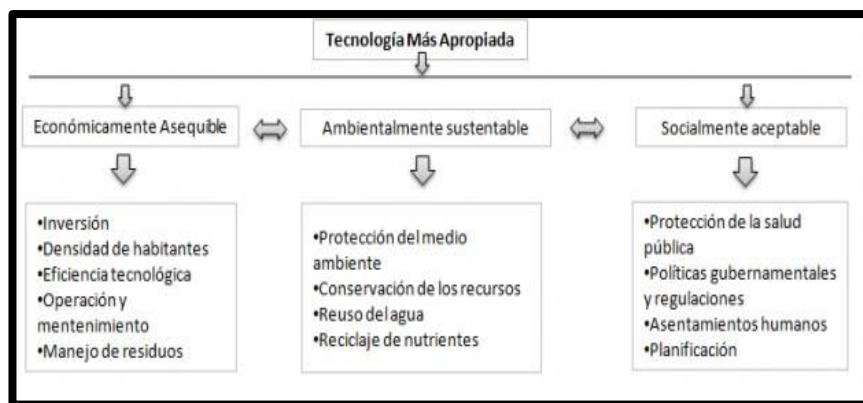 Tecnología Más Apropiada
Económicamente Asequible
Ambientalmente sustentable
Socialmente aceptable
•Inversión
•Densidad de habitantes
•Eficiencia tecnológica
•Operación y
mentenimiento
•Manejo de residuos
•Protección del medio
ambiente
•Conservación de los recursos
•Reuso del agua
•Reciclaje de nutrientes
•Protección de la salud
pública
•Políticas gubernamentales
y regulaciones
•Asentamientos humanos
•Planificación